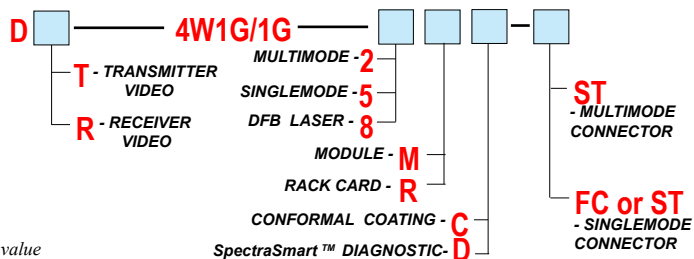 D 4W1G/1G -
T - TRANSMITTER
VIDEO
R - RECEIVER
VIDEO
MULTIMODE - 2
SINGLEMODE - 5
DFB LASER - 8
MODULE - M
RACK CARD - R
CONFORMAL COATING - C
SpectraSmart ™ DIAGNOSTIC- D
ST
- MULTIMODE
CONNECTOR
FC or ST
- SINGLEMODE
CONNECTOR
value